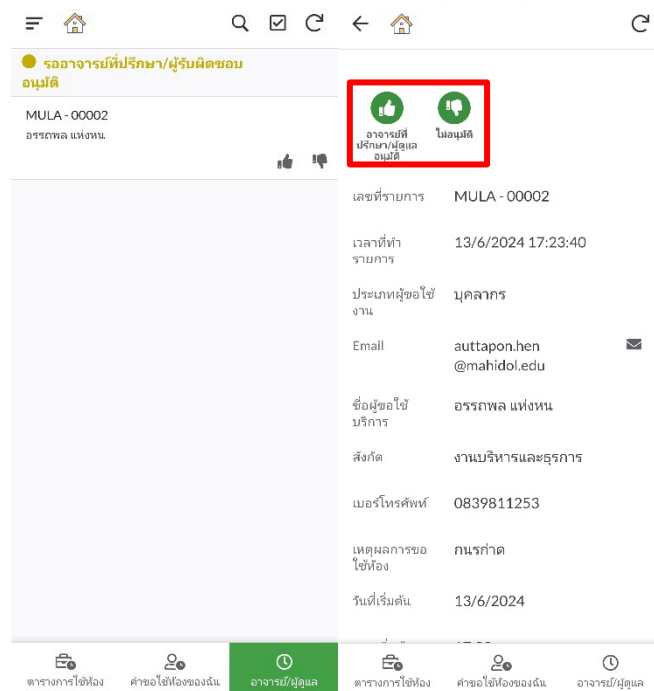 รออาจารย์ที่ปรึกษา/ผู้รับผิดชอบ
อนุมัติ
MULA - 00002
อรรถพล แห่งหน
ตารางการใช้ห้อง
คำขอใช้ห้องของฉัน
อาจารย์/ผู้ดูแล
อาจารย์ที่
ปรึกษา/ผู้ดูแล
อนุมัติ
ไม่อนุมัติ
เลขที่รายการ MULA - 00002
เวลาที่ทำ 13/6/2024 17:23:40
รายการ
ประเภทผู้ขอใช้ บุคลากร
งาน
Email auttapon.hen
@mahidol.edu
ชื่อผู้ขอใช้ อรรถพล แห่งหน
บริการ
สังกัด งานบริหารและธุรการ
เบอร์โทรศัพท์ 0839811253
เหตุผลการขอ กนรก่าด
ใช้ห้อง
วันที่เริ่มต้น 13/6/2024
ตารางการใช้ห้อง
คำขอใช้ห้องของฉัน
อาจารย์/ผู้ดูแล